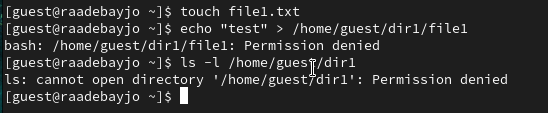 [guest@raadebayjo ~]$ touch file1.txt
[guest@raadebayjo ~]$ echo "test" > /home/guest/dir1/file1
bash: /home/guest/dir1/file1: Permission denied
[guest@raadebayjo ~]$ ls -l /home/guest/dir1
ls: cannot open directory '/home/guest/dir1': Permission denied
[guest@raadebayjo ~]$